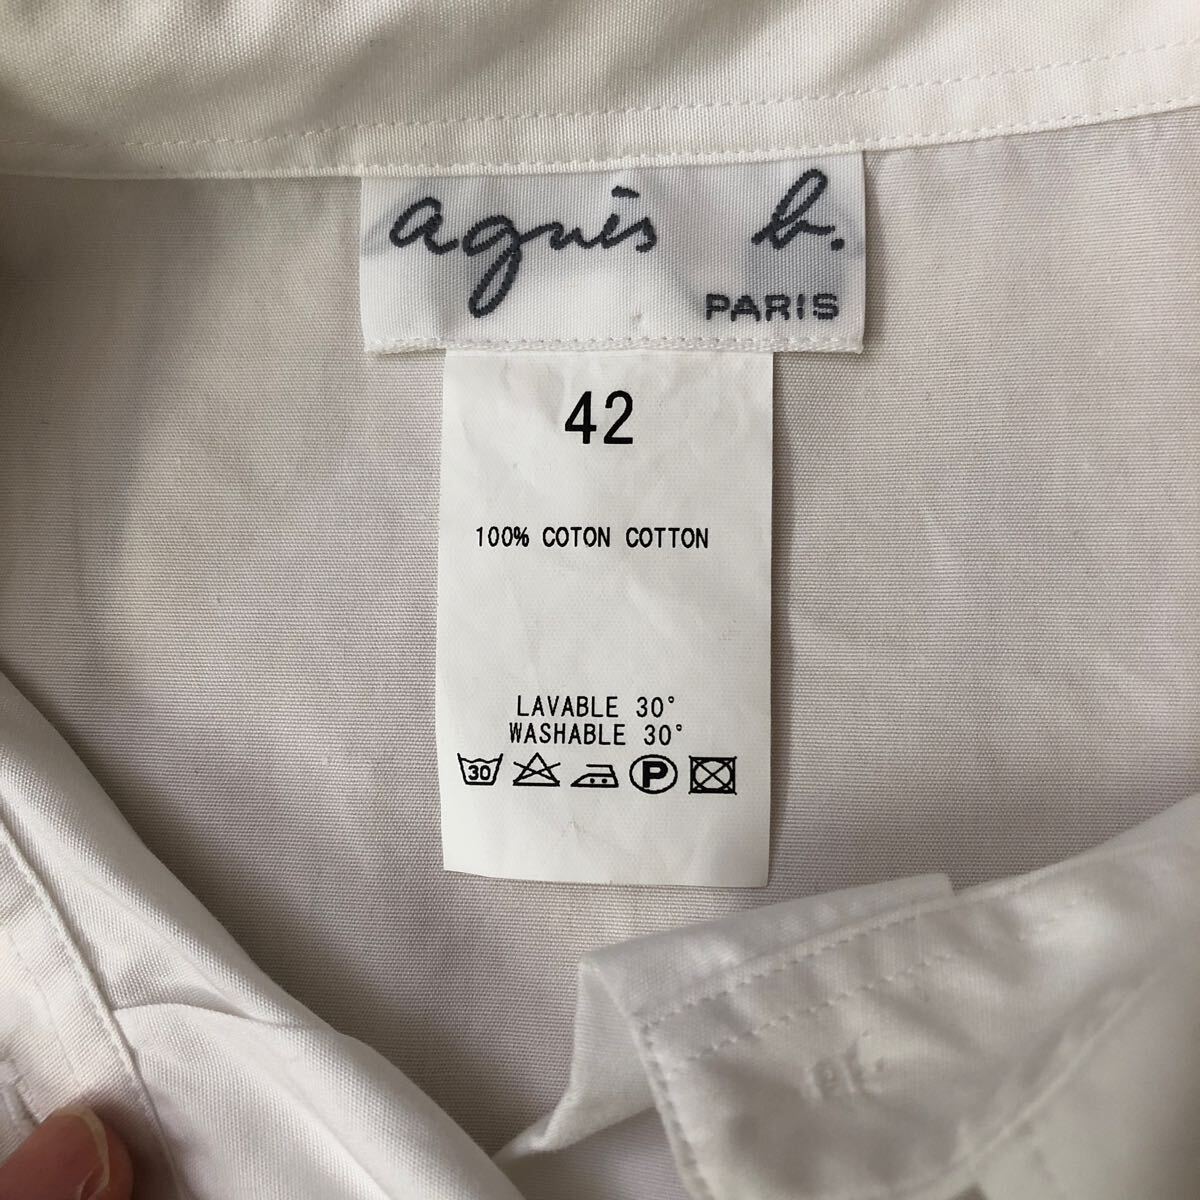 agnès b.
PARIS
42
100% COTON COTTON
LAVABLE 30°
WASHABLE 30°
30 P